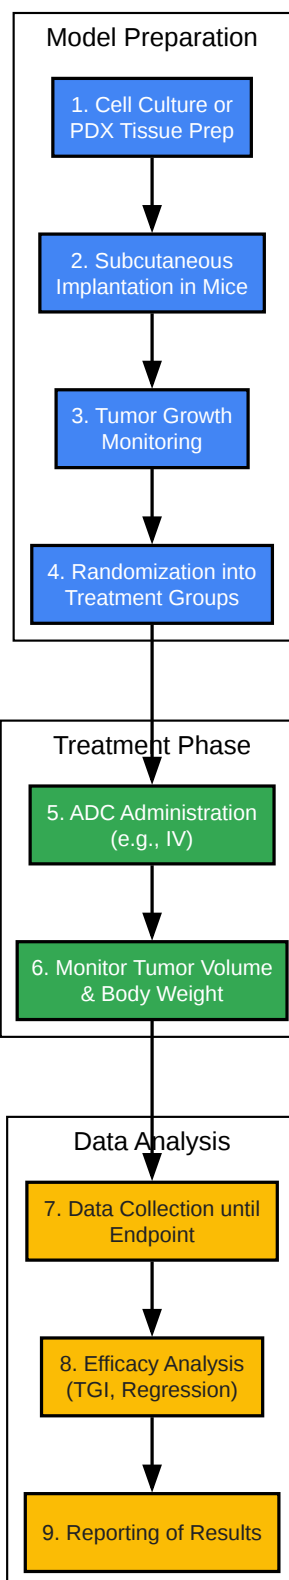 Model Preparation
1. Cell Culture or
PDX Tissue Prep
2. Subcutaneous
Implantation in Mice
3. Tumor Growth
Monitoring
4. Randomization into
Treatment Groups
Treatment Phase
5. ADC Administration
(e.g., IV)
6. Monitor Tumor Volume
& Body Weight
Data Analysis
7. Data Collection until
Endpoint
8. Efficacy Analysis
(TGI, Regression)
9. Reporting of Results